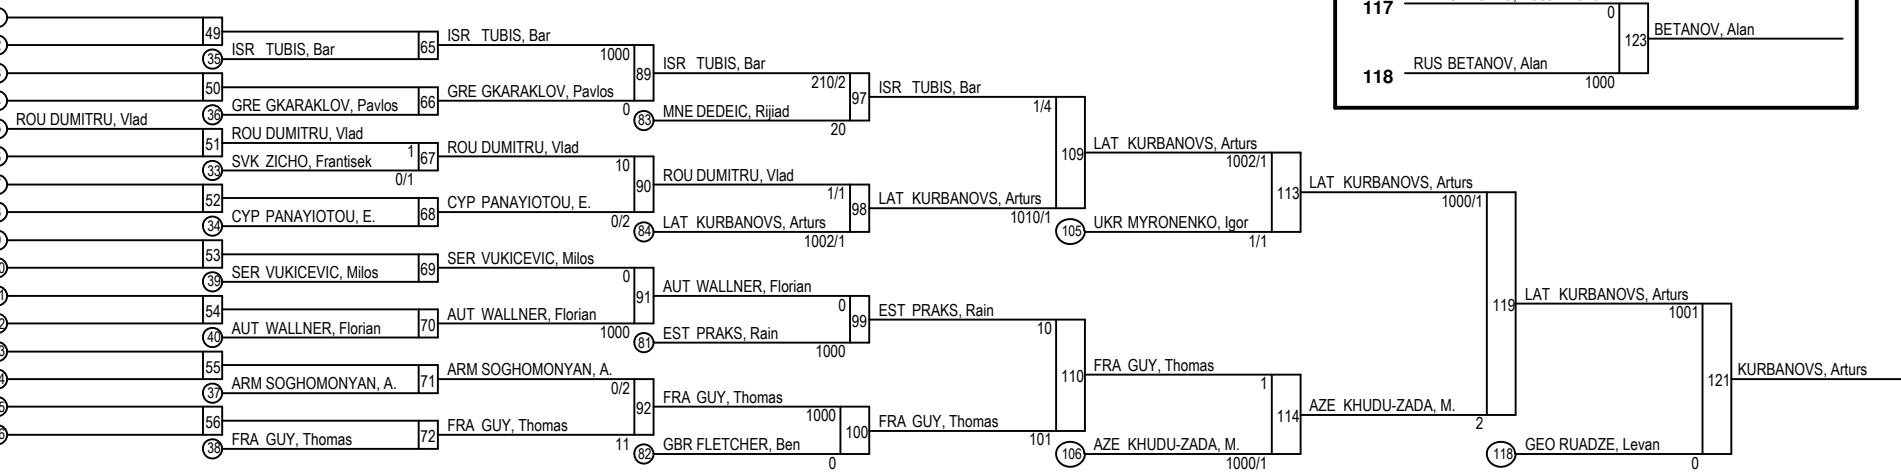 117
0
123
BETANOV, Alan
RUS BETANOV, Alan
118
1000
49
35
ISR TUBIS, Bar
65
ISR TUBIS, Bar
1000
50
36
GRE GKARAKLOV, Pavlos
66
GRE GKARAKLOV, Pavlos
0
89
ISR TUBIS, Bar
210/2
83
MNE DEDEIC, Rijiad
20
97
ISR TUBIS, Bar
1/4
ROU DUMITRU, Vlad
51
ROU DUMITRU, Vlad
1
33
SVK ZICHO, Frantisek
0/1
67
ROU DUMITRU, Vlad
10
52
34
CYP PANAYIOTOU, E.
68
CYP PANAYIOTOU, E.
0/2
90
ROU DUMITRU, Vlad
1/1
84
LAT KURBANOVS, Arturs
1002/1
98
LAT KURBANOVS, Arturs
1010/1
109
LAT KURBANOVS, Arturs
1002/1
105
UKR MYRONENKO, Igor
1/1
113
LAT KURBANOVS, Arturs
1000/1
53
39
SER VUKICEVIC, Milos
69
SER VUKICEVIC, Milos
0
54
40
AUT WALLNER, Florian
70
AUT WALLNER, Florian
1000
91
AUT WALLNER, Florian
0
81
EST PRAKS, Rain
1000
99
EST PRAKS, Rain
10
55
37
ARM SOGHOMONYAN, A.
71
ARM SOGHOMONYAN, A.
0/2
56
38
FRA GUY, Thomas
72
FRA GUY, Thomas
11
92
FRA GUY, Thomas
1000
82
GBR FLETCHER, Ben
0
100
FRA GUY, Thomas
101
110
FRA GUY, Thomas
1
106
AZE KHUDU-ZADA, M.
1000/1
114
AZE KHUDU-ZADA, M.
2
119
LAT KURBANOVS, Arturs
1001
118
GEO RUADZE, Levan
0
121
KURBANOVS, Arturs